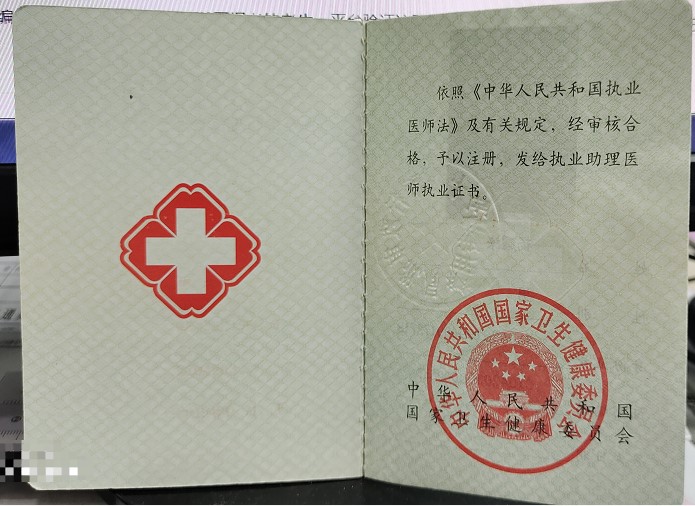 依照《中华人民共和国执业
医师法》及有关规定，经审核合
格，予以注册，发给执业助理医
师执业证书。
中华人民共和国国家卫生健康委员会
中华人民共和国
国家卫生健康委员会